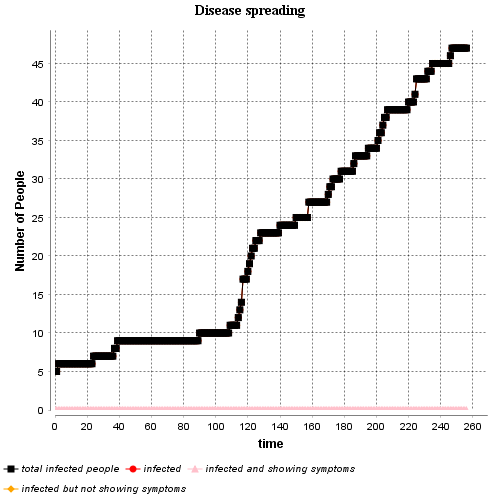 Disease spreading
45
40
35
30
25
20
15
10
5
0
Number of People
0 20 40 60 80 100 120 140 160 180 200 220 240 260
time
total infected people infected infected and showing symptoms
infected but not showing symptoms